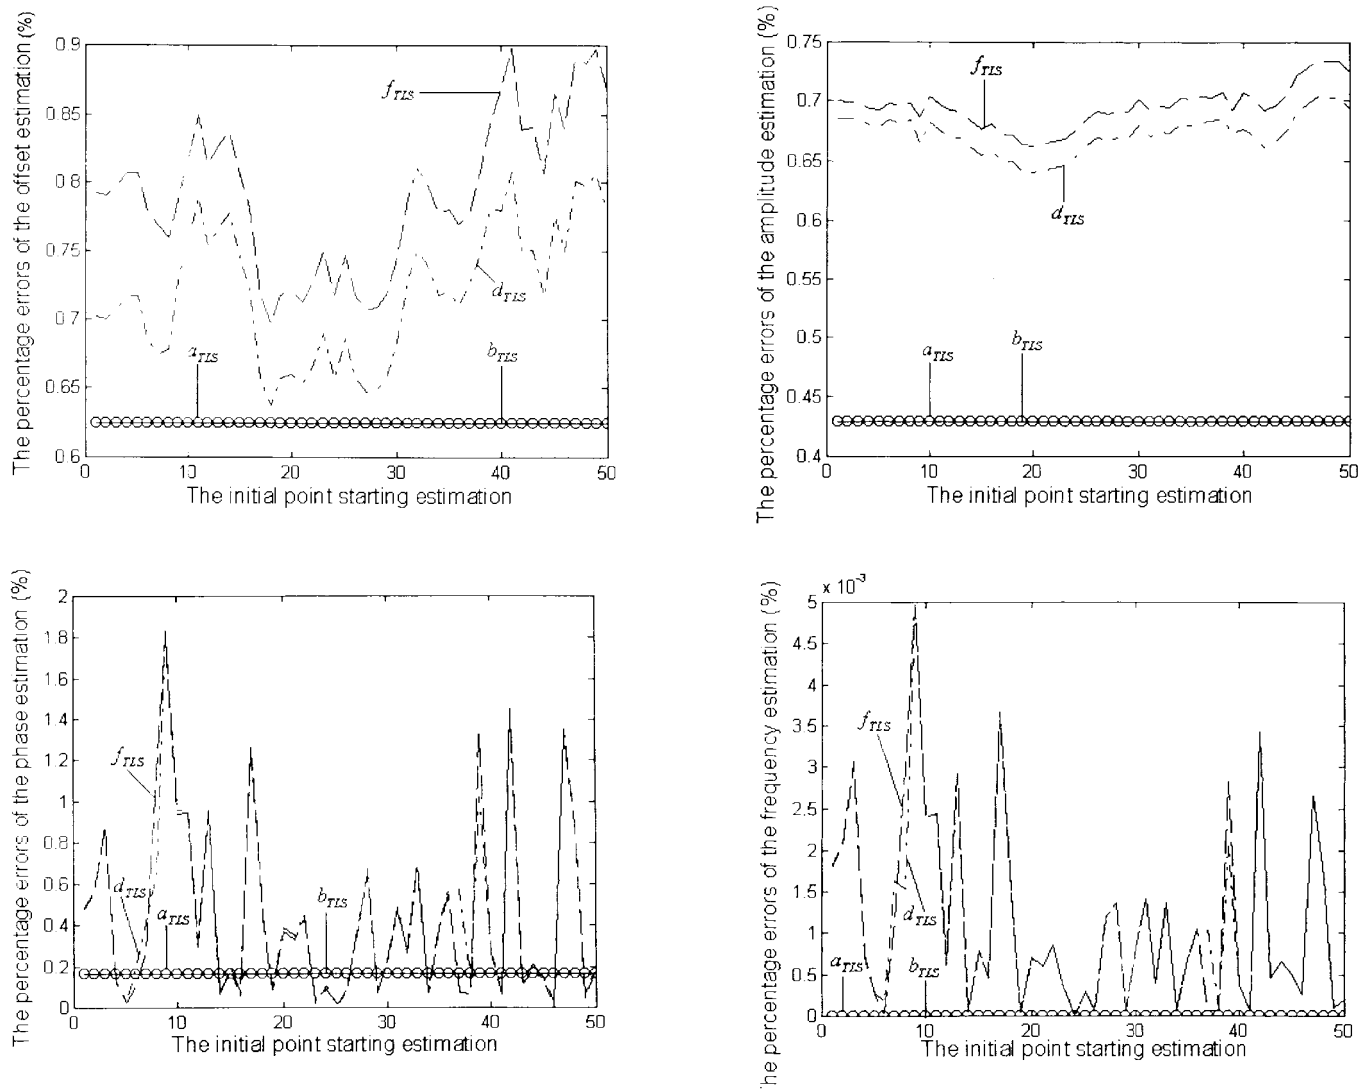 The percentage errors of the offset estimation (%)
0.9
0.85
0.8
0.75
0.7
0.65
0.6
f_TLS
d_TLS
a_TLS
b_TLS
0 10 20 30 40 50
The initial point starting estimation
The percentage errors of the amplitude estimation (%)
0.75
0.7
0.65
0.6
0.55
0.5
0.45
0.4
f_TLS
d_TLS
a_TLS
b_TLS
0 10 20 30 40 50
The initial point starting estimation
The percentage errors of the phase estimation (%)
2
1.8
1.6
1.4
1.2
1
0.8
0.6
0.4
0.2
0
f_TLS
d_TLS
a_TLS
b_TLS
0 10 20 30 40 50
The initial point starting estimation
The percentage errors of the frequency estimation (%)
x 10^-3
5
4.5
4
3.5
3
2.5
2
1.5
1
0.5
0
f_TLS
d_TLS
a_TLS
b_TLS
0 10 20 30 40 50
The initial point starting estimation